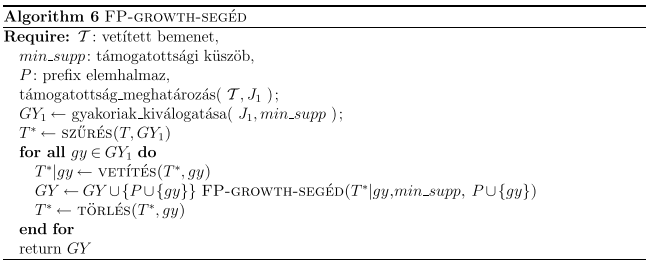 Algorithm 6 FP-GROWTH-SEGÉD
Require: 𝒯 : vetített bemenet,
min_supp : támogatottsági küszöb,
P : prefix elemhalmaz,
támogatottság_meghatározás( 𝒯, J₁ ) ;
GY₁ ← gyakoriak_kiválogatása( J₁, min_supp ) ;
T* ← SZŰRÉS(T, GY₁)
for all gy ∈ GY₁ do
T*|gy ← VETÍTÉS(T*, gy)
GY ← GY ∪ {P ∪ {gy}} FP-GROWTH-SEGÉD(T*|gy,min_supp, P ∪ {gy})
T* ← TÖRLÉS(T*, gy)
end for
return GY